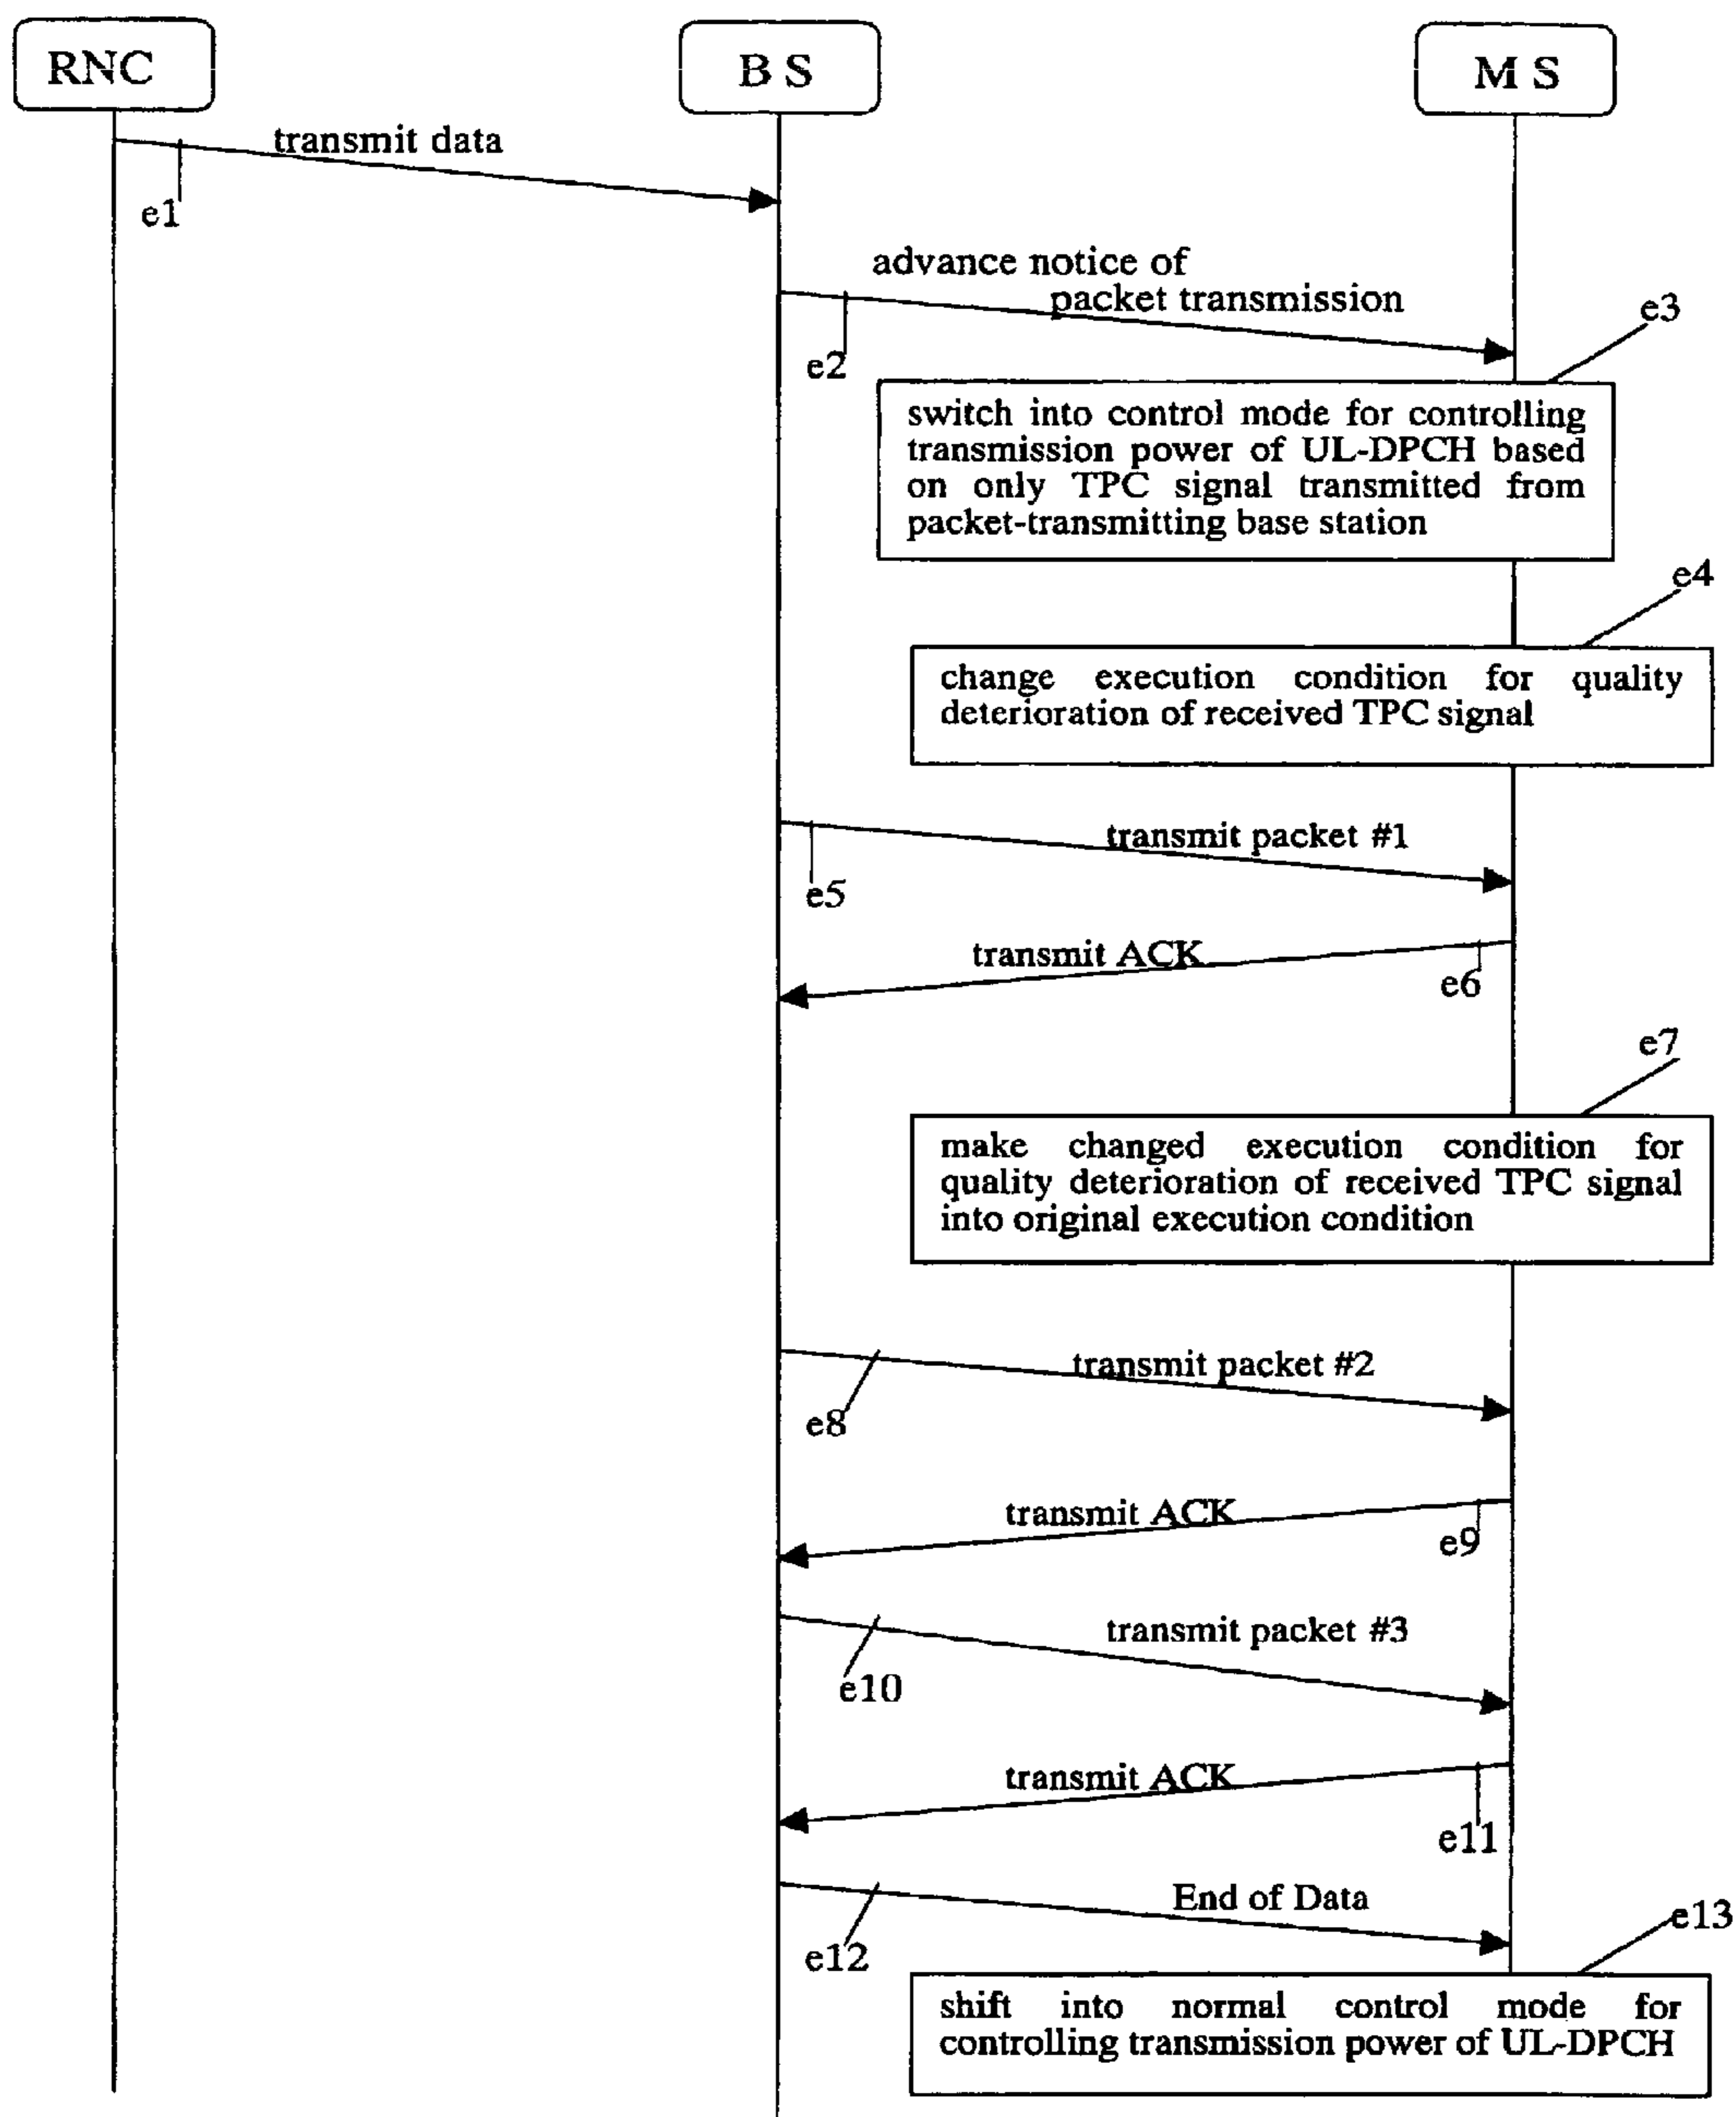 RNC
B S
M S
transmit data
e1
advance notice of
packet transmission
e2
e3
switch into control mode for controlling
transmission power of UL-DPCH based
on only TPC signal transmitted from
packet-transmitting base station
e4
change execution condition for quality
deterioration of received TPC signal
transmit packet #1
e5
transmit ACK
e6
e7
make changed execution condition for
quality deterioration of received TPC signal
into original execution condition
transmit packet #2
e8
transmit ACK
e9
transmit packet #3
e10
transmit ACK
e11
End of Data
e12
e13
shift into normal control mode for
controlling transmission power of UL-DPCH